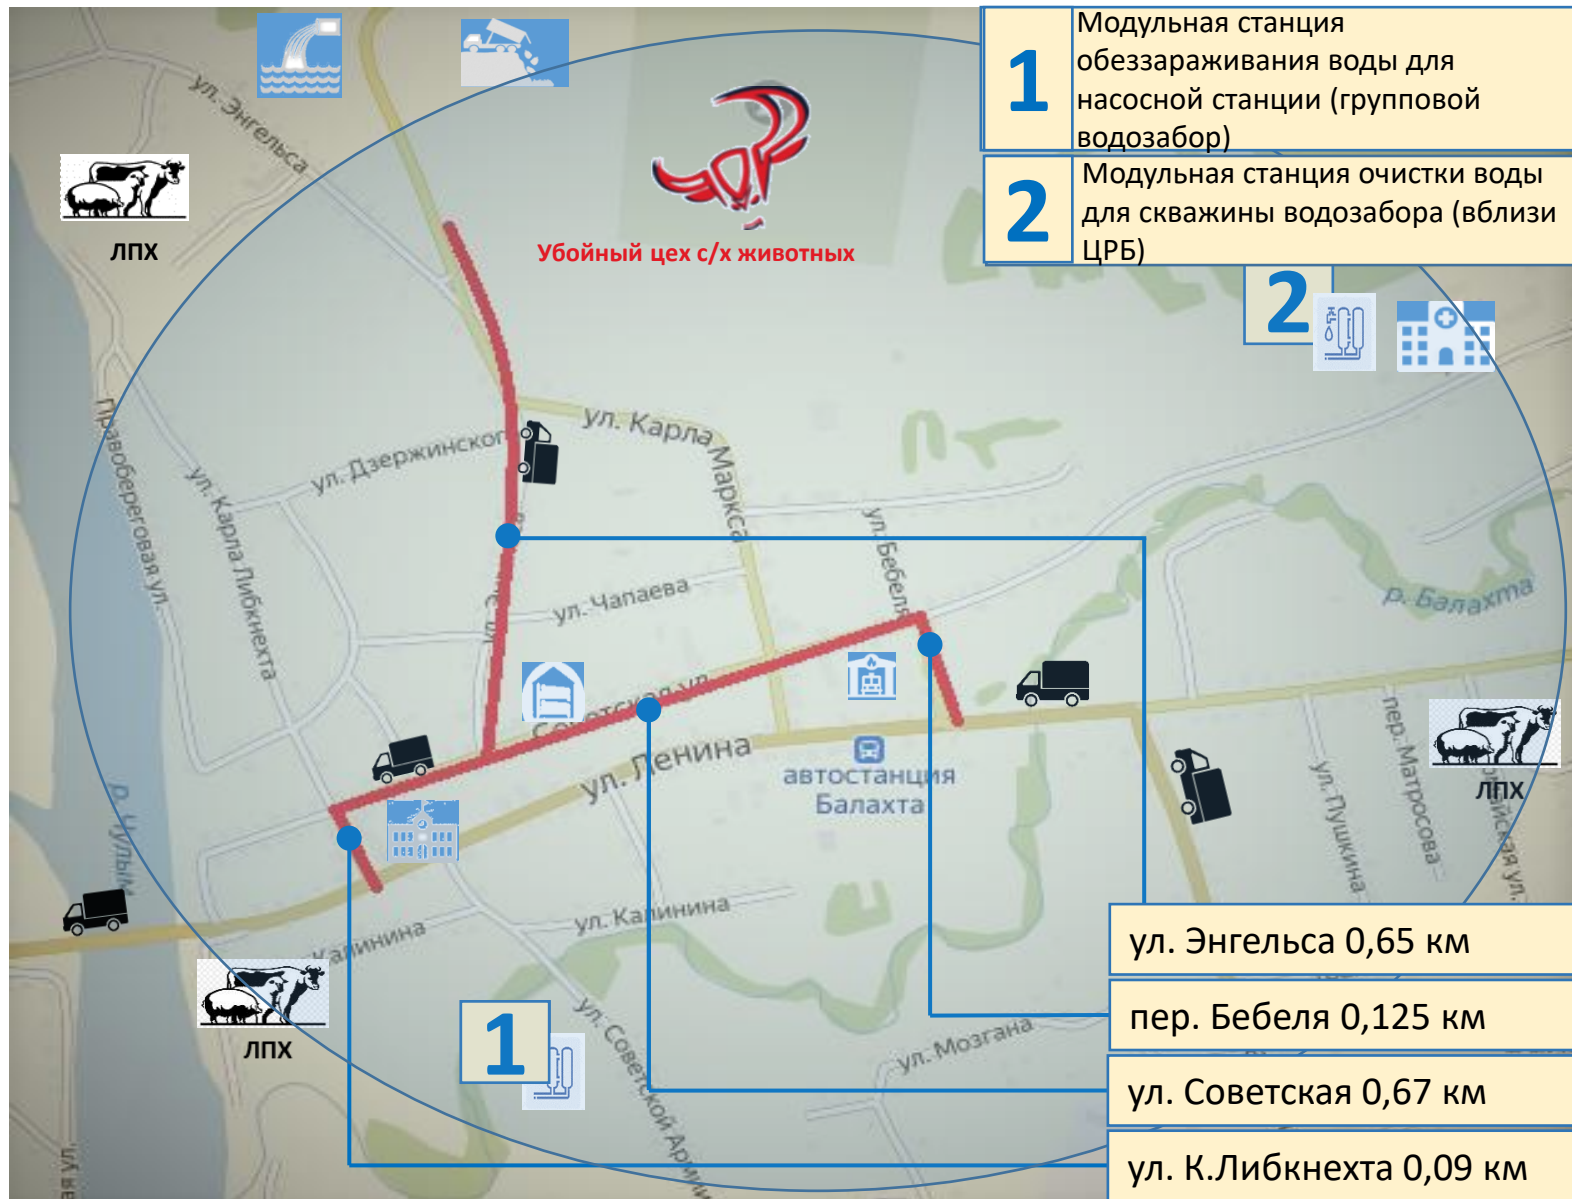 1
Модульная станция
обеззараживания воды для
насосной станции (групповой
водозабор)
2
Модульная станция очистки воды
для скважины водозабора (вблизи
ЦРБ)
ул. Энгельса
ЛПХ
Убойный цех с/х животных
2
ул. Карла Маркса
ул. Дзержинског
Правобереговая ул.
ул. Карла Либкнехта
ул. Бебеля
ул. Чапаева
р. Балахта
Советская ул.
ул. Ленина
автостанция
Балахта
пер. Матросова
ул. Пушкина
ЛПХ
р. Чулым
ул. Калинина
Калинина
ЛПХ
1
ул. Советской Армии
ул. Мозгана
ул. Энгельса 0,65 км
пер. Бебеля 0,125 км
ул. Советская 0,67 км
ул. К.Либкнехта 0,09 км